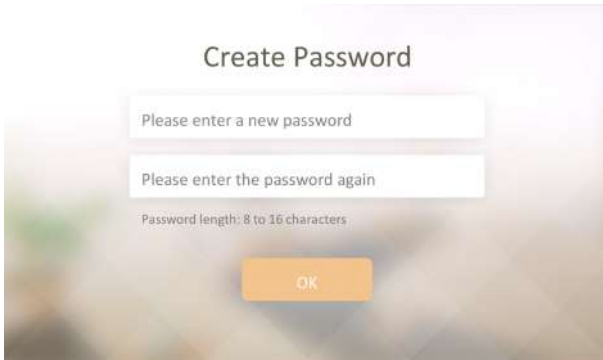 Create Password
Please enter a new password
Please enter the password again
Password length: 8 to 16 characters
OK